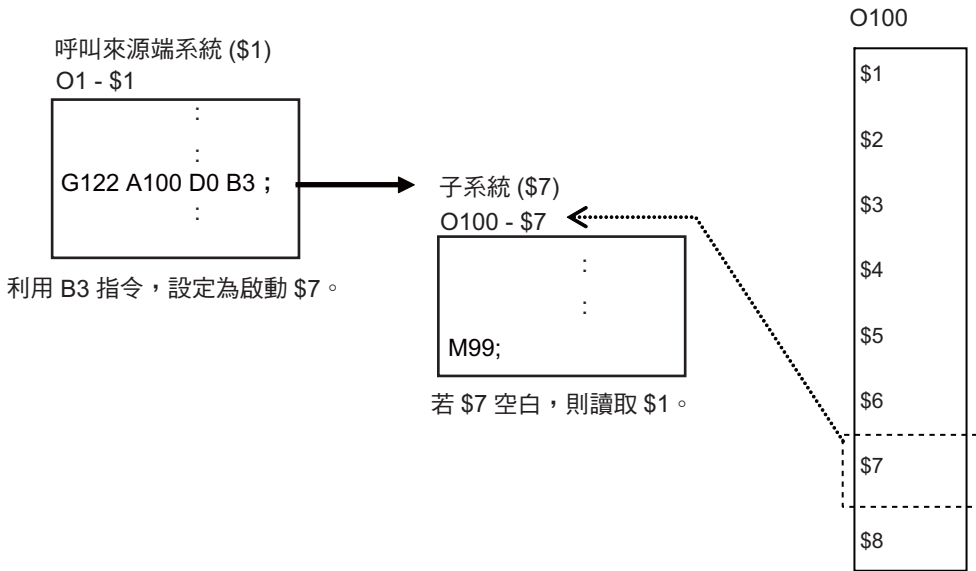 呼叫來源端系統 ($1)
O1 - $1
:
:
G122 A100 D0 B3；
:
利用 B3 指令，設定為啟動 $7。
子系統 ($7)
O100 - $7
:
:
M99;
若 $7 空白，則讀取 $1。
O100
$1
$2
$3
$4
$5
$6
$7
$8